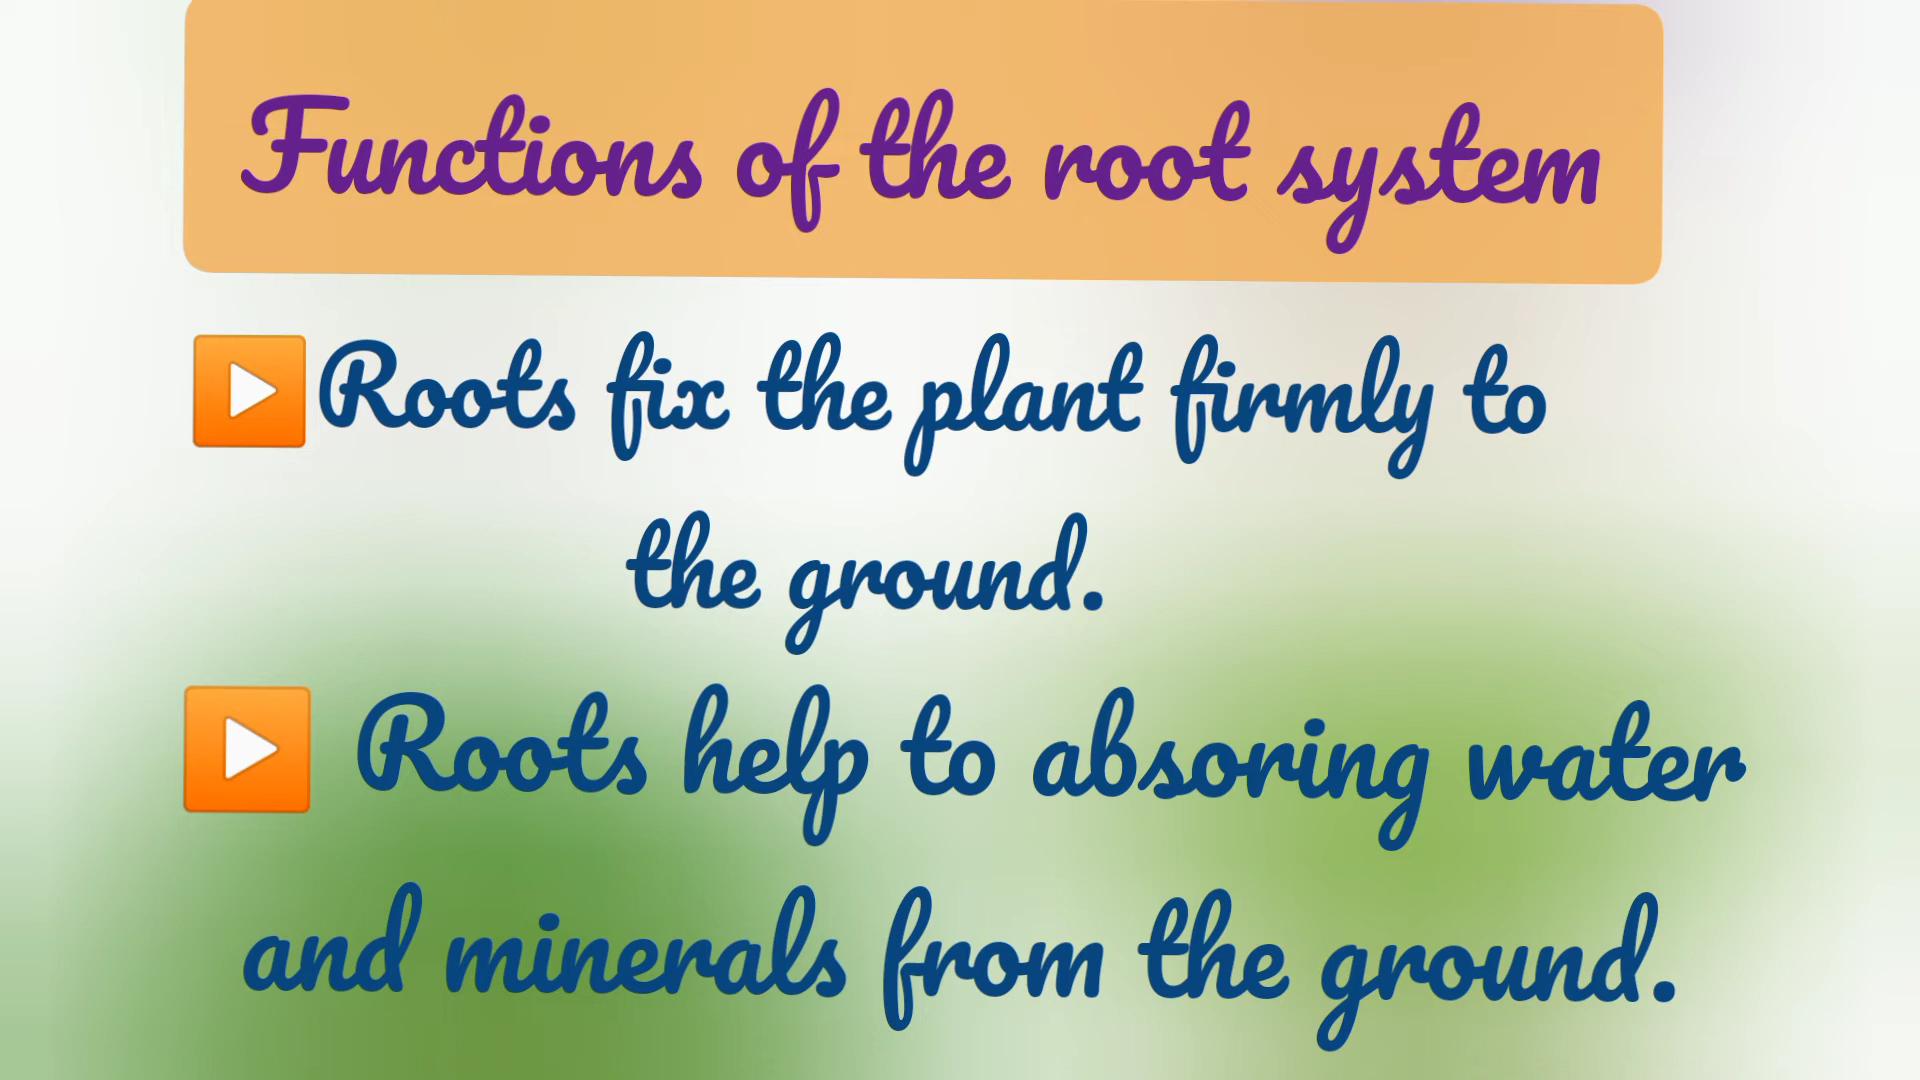 Functions of the root system
▶️Roots fix the plant firmly to
the ground.
▶️ Roots help to absoring water
and minerals from the ground.